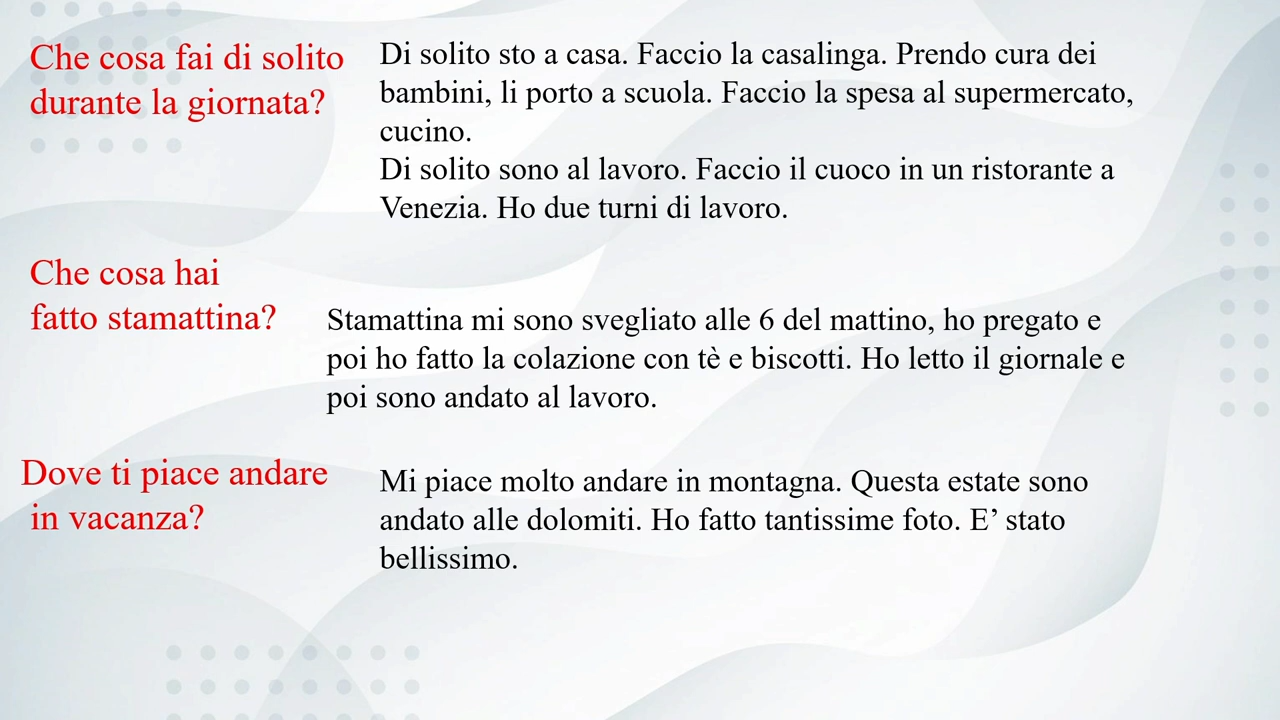 Che cosa fai di solito
durante la giornata?
Di solito sto a casa. Faccio la casalinga. Prendo cura dei
bambini, li porto a scuola. Faccio la spesa al supermercato,
cucino.
Di solito sono al lavoro. Faccio il cuoco in un ristorante a
Venezia. Ho due turni di lavoro.
Che cosa hai
fatto stamattina?
Stamattina mi sono svegliato alle 6 del mattino, ho pregato e
poi ho fatto la colazione con tè e biscotti. Ho letto il giornale e
poi sono andato al lavoro.
Dove ti piace andare
in vacanza?
Mi piace molto andare in montagna. Questa estate sono
andato alle dolomiti. Ho fatto tantissime foto. E’ stato
bellissimo.